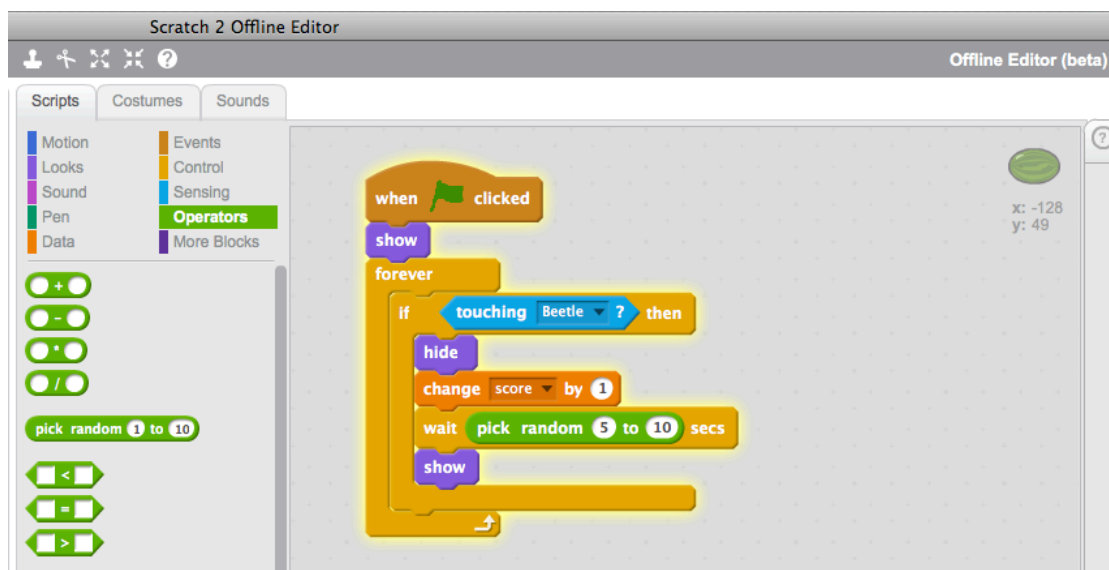 Scratch 2 Offline Editor
?
Offline Editor (beta)
Scripts Costumes Sounds
Motion Events
Looks Control
Sound Sensing
Pen Operators
Data More Blocks
+
-
*
/
pick random 1 to 10
<
=
>
when clicked
show
forever
if touching Beetle ? then
hide
change score by 1
wait pick random 5 to 10 secs
show
x: -128
y: 49
?